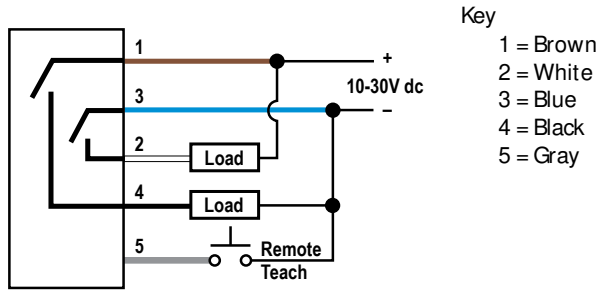 1
+
10-30V dc
3
–
2
Load
4
Load
5
Remote
Teach
Key
1 = Brown
2 = White
3 = Blue
4 = Black
5 = Gray